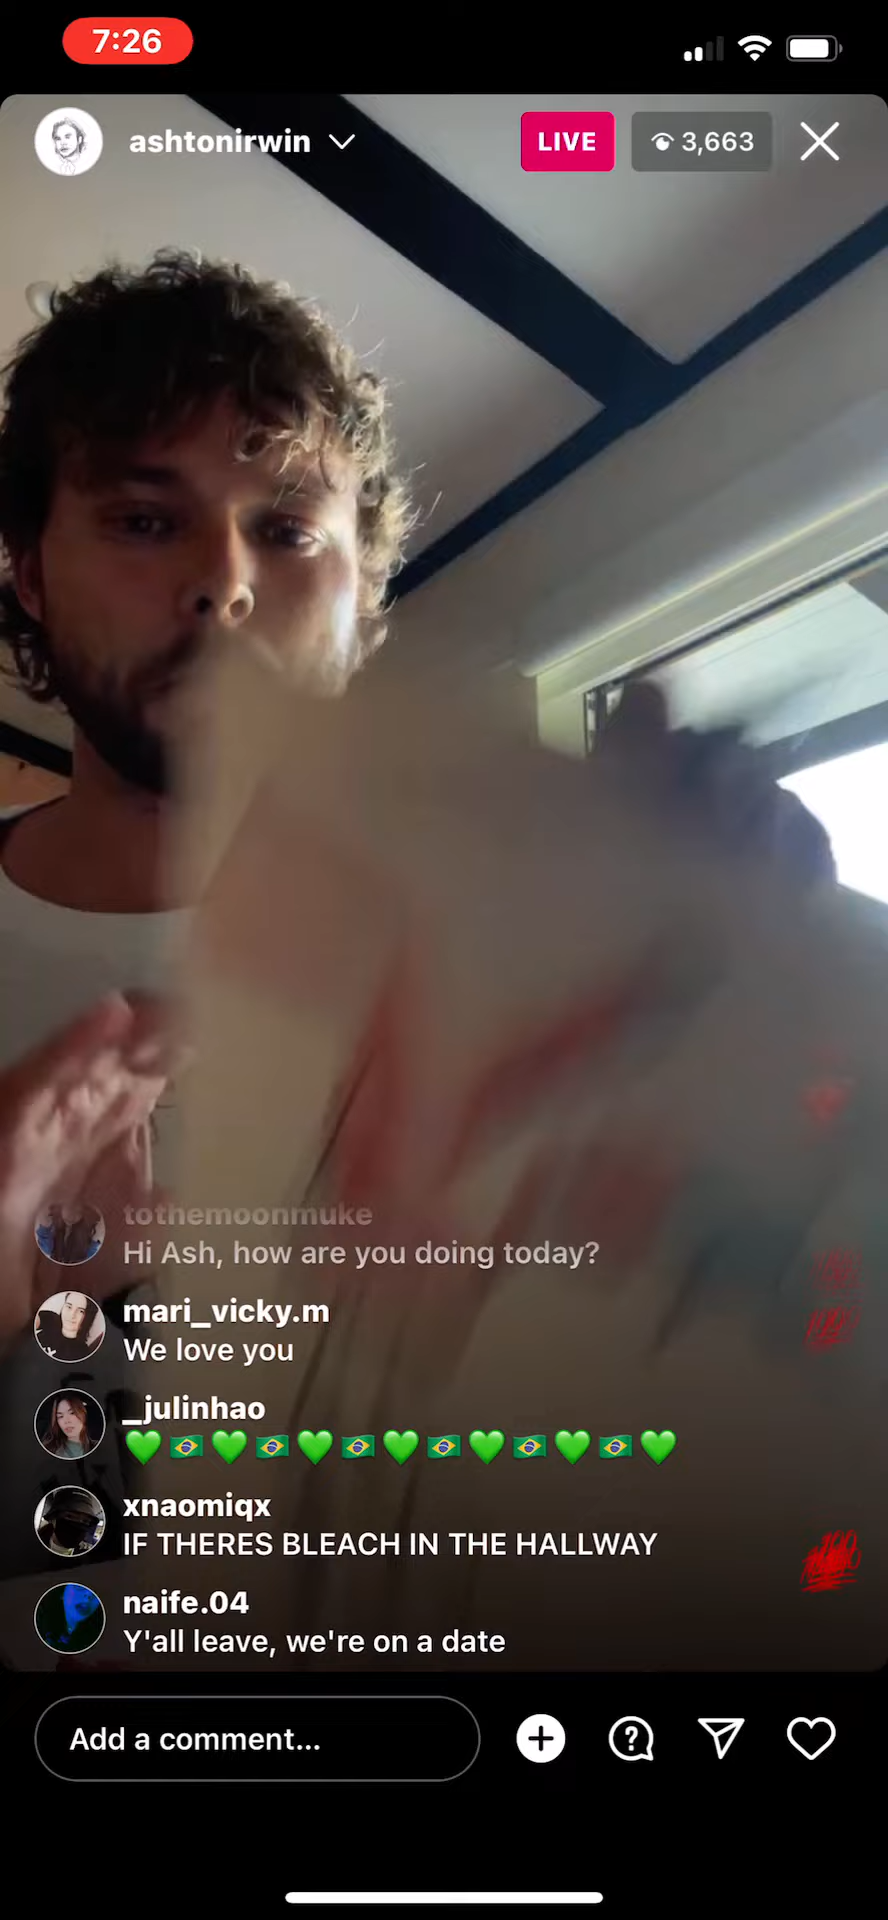 7:26
ashtonirwin
LIVE
3,663
tothemoonmuke
Hi Ash, how are you doing today?
mari_vicky.m
We love you
_julinhao
💚🇧🇷💚🇧🇷💚🇧🇷💚🇧🇷💚🇧🇷💚🇧🇷💚
xnaomiqx
IF THERES BLEACH IN THE HALLWAY
naife.04
Y'all leave, we're on a date
Add a comment...